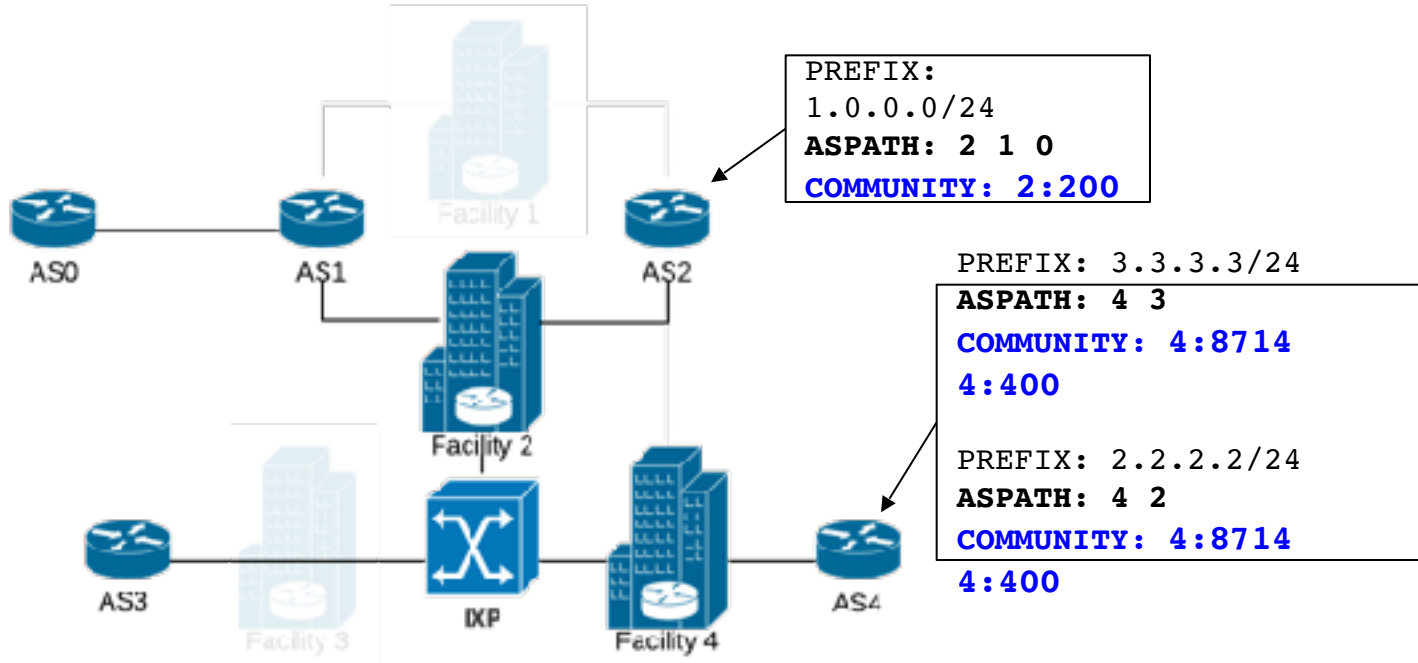 PREFIX:
1.0.0.0/24
ASPATH: 2 1 0
COMMUNITY: 2:200
Facility 1
AS0
AS1
AS2
PREFIX: 3.3.3.3/24
ASPATH: 4 3
COMMUNITY: 4:8714
4:400
Facility 2
PREFIX: 2.2.2.2/24
ASPATH: 4 2
COMMUNITY: 4:8714
4:400
AS3
IXP
AS4
Facility 3
Facility 4